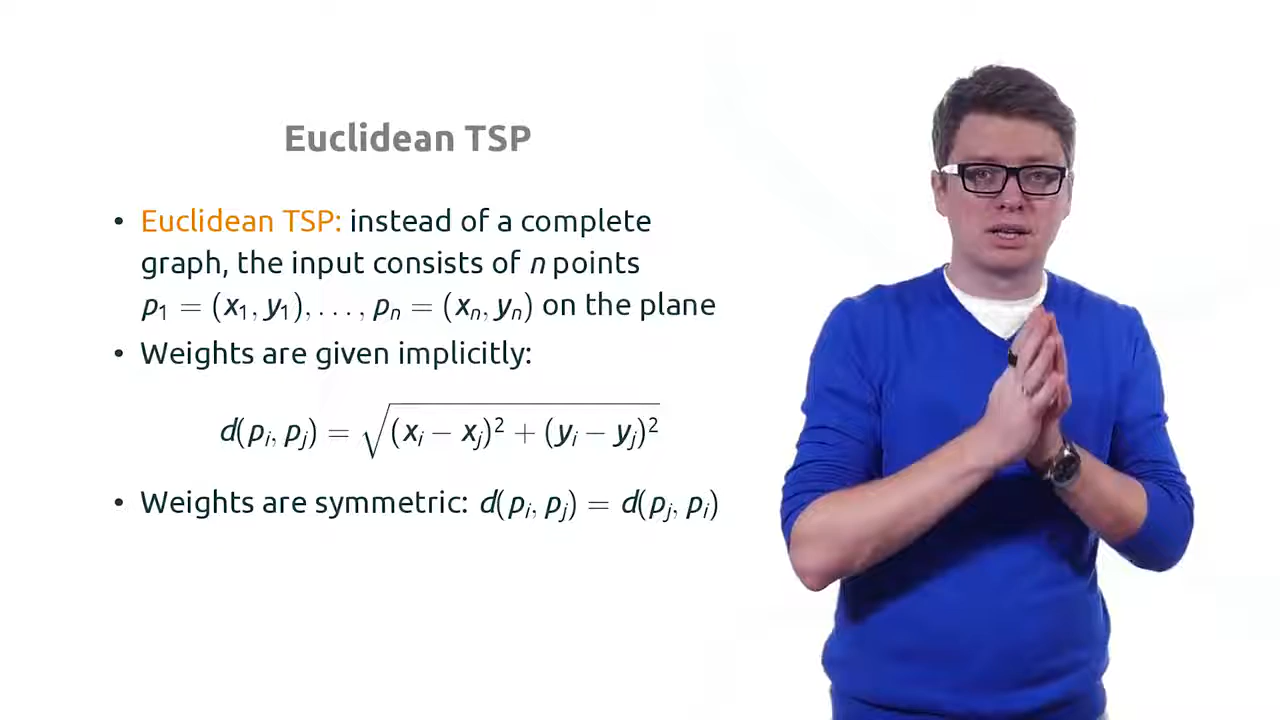 Euclidean TSP
• Euclidean TSP: instead of a complete
graph, the input consists of n points
p₁ = (x₁, y₁), . . . , pₙ = (xₙ, yₙ) on the plane
• Weights are given implicitly:
d(pᵢ, pⱼ) = √(xᵢ − xⱼ)² + (yᵢ − yⱼ)²
• Weights are symmetric: d(pᵢ, pⱼ) = d(pⱼ, pᵢ)